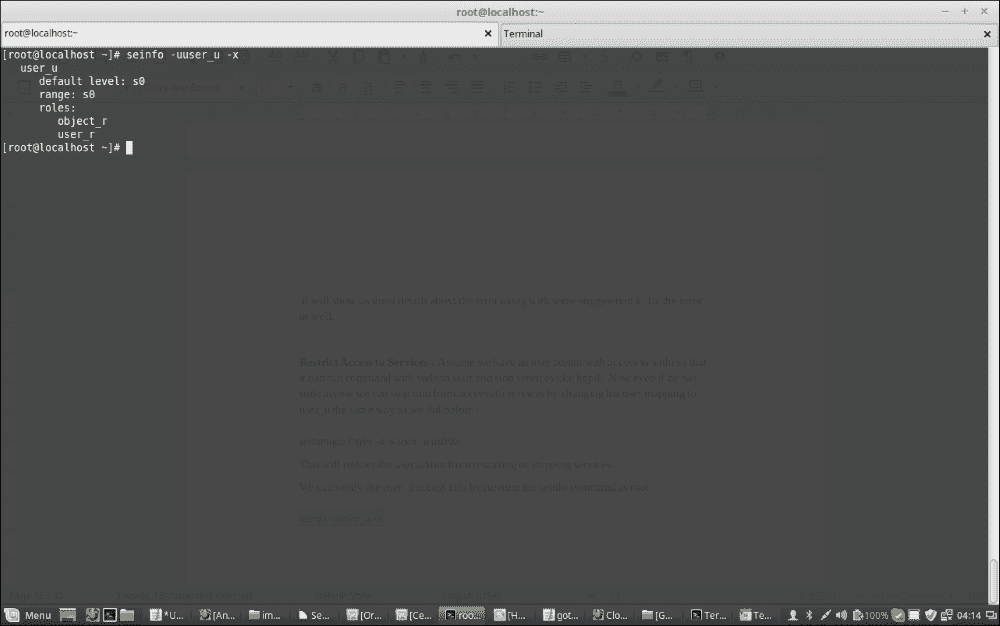 root@localhost:~
root@localhost:~
Terminal
[root@localhost ~]# seinfo -uuser_u -x
user_u
default level: s0
range: s0
roles:
object_r
user_r
[root@localhost ~]#
it will show us great details about the error along with some suggestions to the error
as well.
Restrict Access to Services : Assume we have an user admin with access to sudo so that
it can run command with sudo to start and stop services like httpd. Now even if he has
sudo access we can stop him from access to services by changing his user mapping to
user_u the same way as we did before :
semanage login -a -s user_u admin
This will restrict the user admin from starting or stopping services.
We can verify the user_u access info by running the seinfo command as root
seinfo -uuser_u -x
Menu *U... [An... im... Se... [Or... [Ce... roo... [H... got... Clo... [G... Ter... Te... 100% 04:14